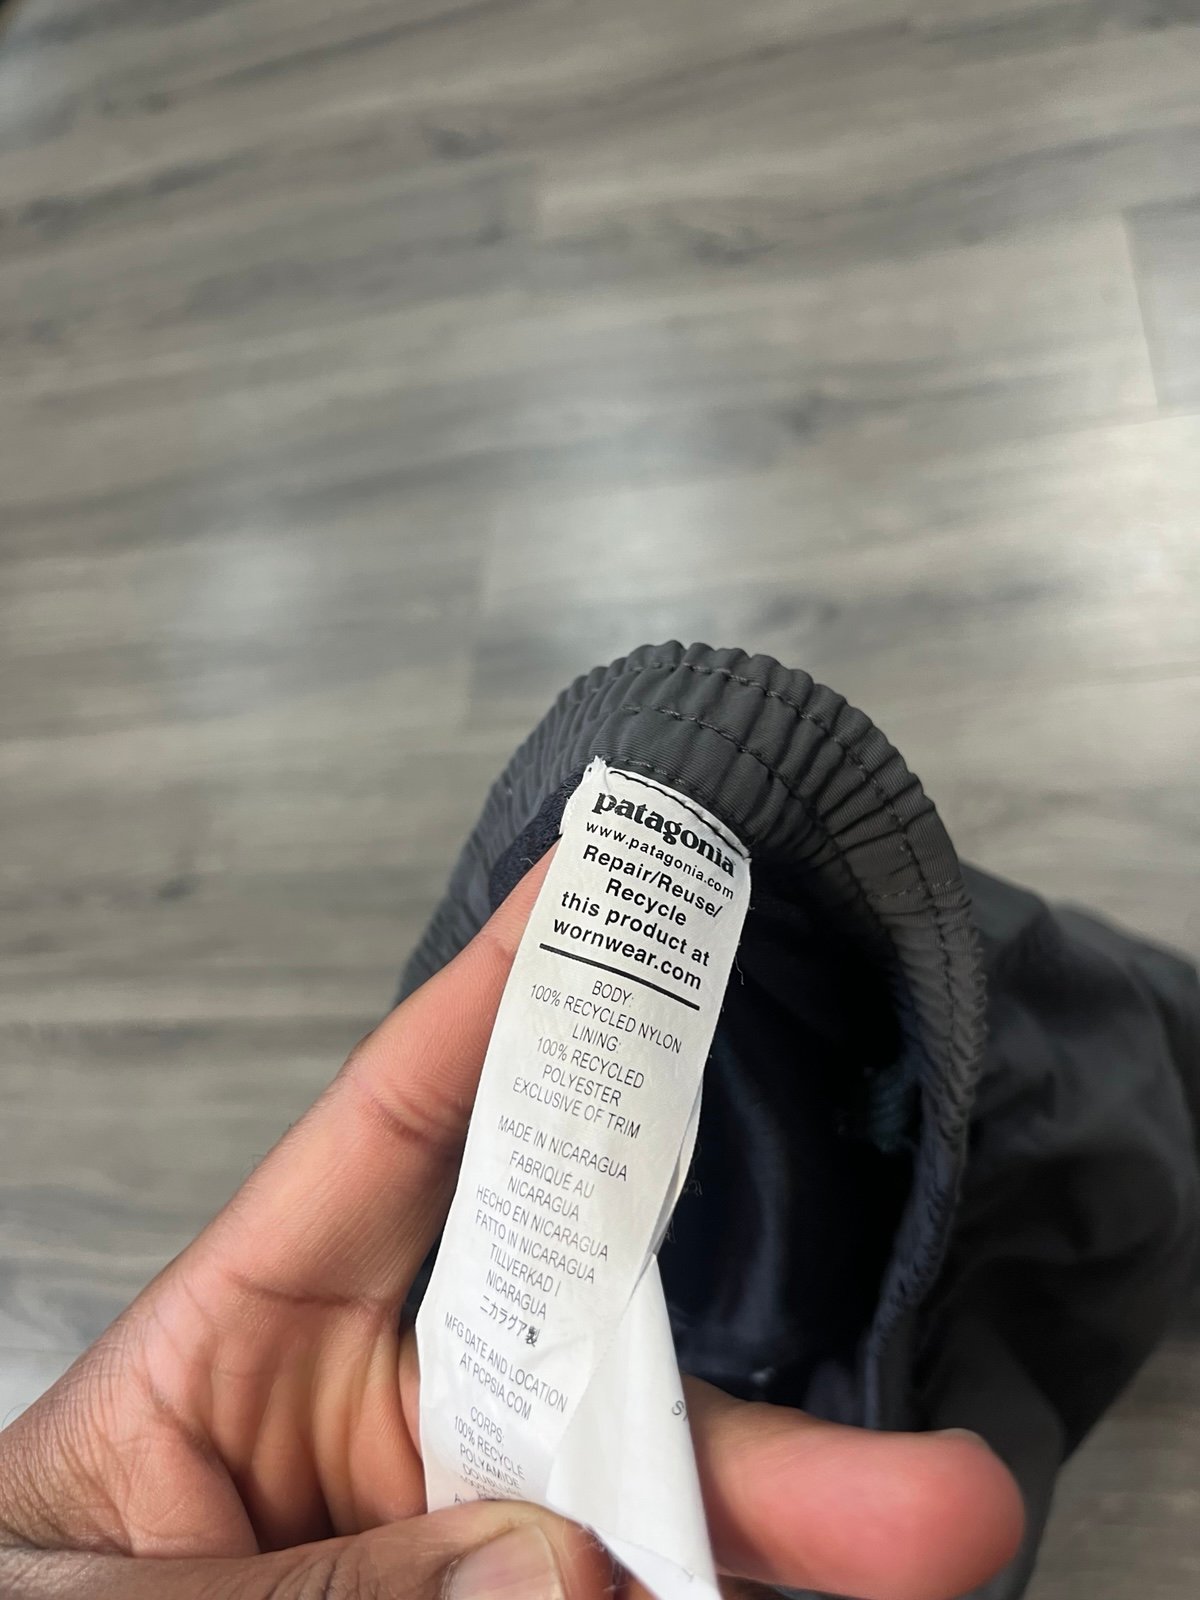 patagonia
www.patagonia.com
Repair/Reuse/
Recycle
this product at
wornwear.com
BODY:
100% RECYCLED NYLON
LINING:
100% RECYCLED
POLYESTER
EXCLUSIVE OF TRIM
MADE IN NICARAGUA
FABRIQUÉ AU
NICARAGUA
HECHO EN NICARAGUA
FATTO IN NICARAGUA
TILLVERKAD I
NICARAGUA
ニカラグア製
MFG DATE AND LOCATION
AT PCPSIA.COM
CORPS:
100% RECYCLE
POLYAMIDE